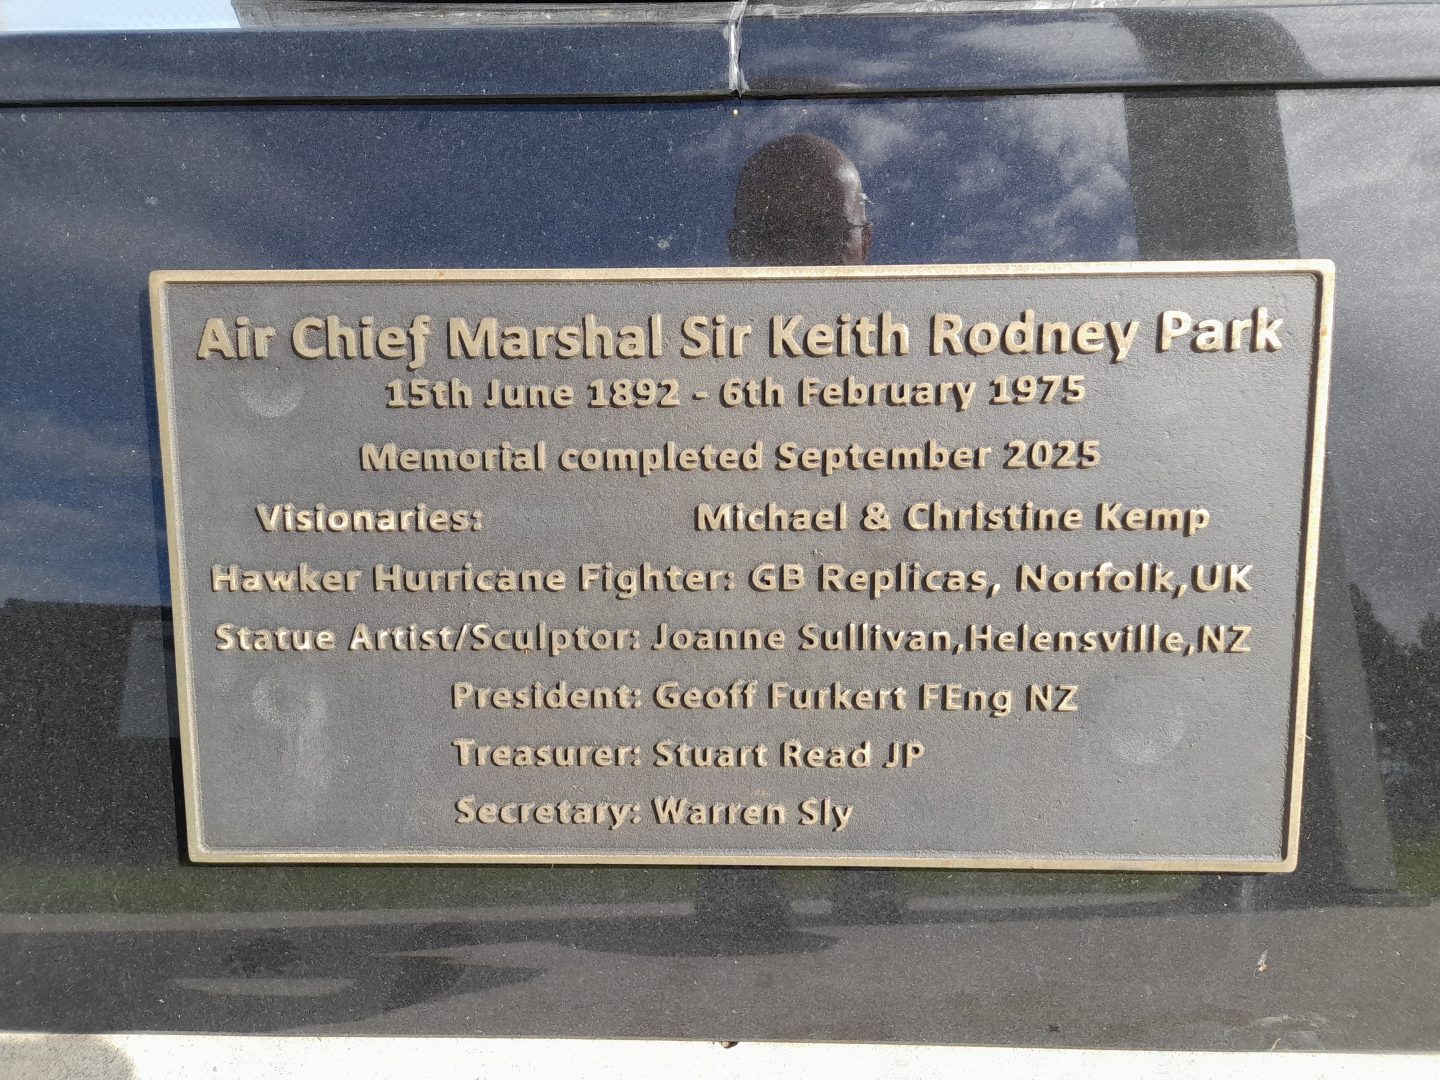 Air Chief Marshal Sir Keith Rodney Park
15th June 1892 - 6th February 1975
Memorial completed September 2025
Visionaries: Michael & Christine Kemp
Hawker Hurricane Fighter: GB Replicas, Norfolk,UK
Statue Artist/Sculptor: Joanne Sullivan,Helensville,NZ
President: Geoff Furkert FEng NZ
Treasurer: Stuart Read JP
Secretary: Warren Sly